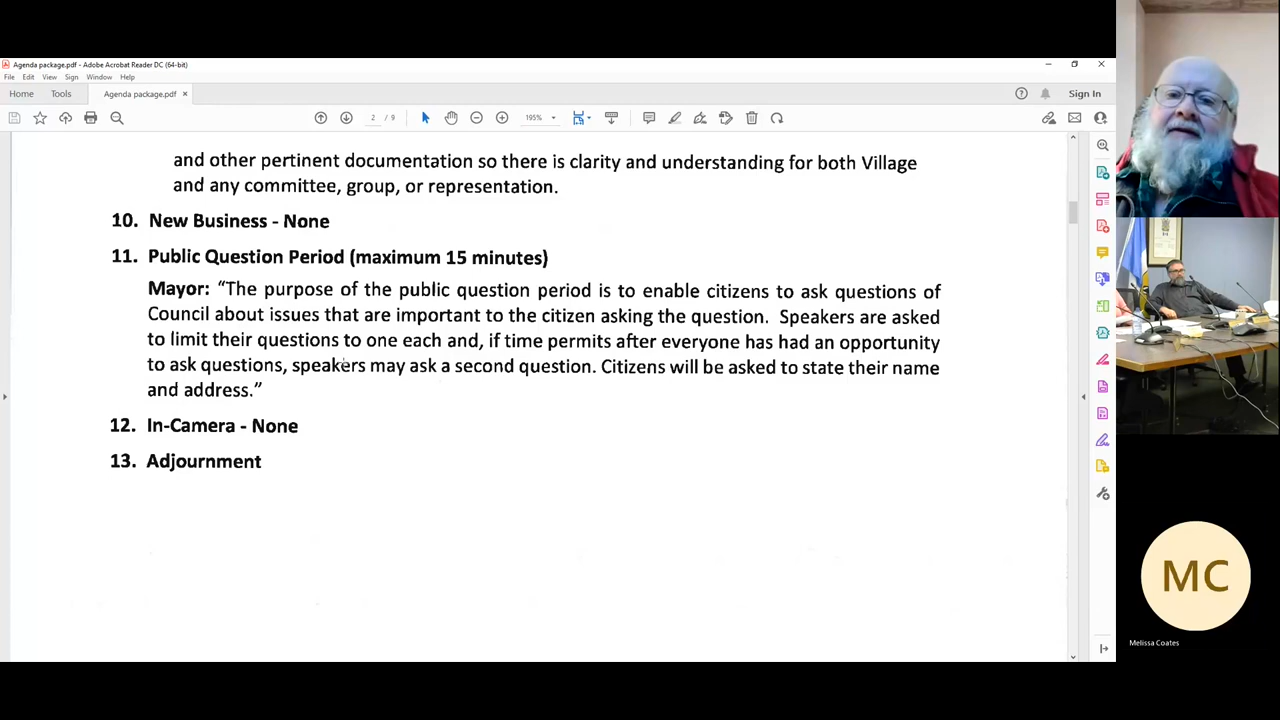 Agenda package.pdf - Adobe Acrobat Reader DC (64-bit)
File Edit View Sign Window Help
Home Tools Agenda package.pdf × Sign In
2 / 9 195%
and other pertinent documentation so there is clarity and understanding for both Village
and any committee, group, or representation.
10. New Business - None
11. Public Question Period (maximum 15 minutes)
Mayor: “The purpose of the public question period is to enable citizens to ask questions of
Council about issues that are important to the citizen asking the question. Speakers are asked
to limit their questions to one each and, if time permits after everyone has had an opportunity
to ask questions, speakers may ask a second question. Citizens will be asked to state their name
and address.”
12. In-Camera - None
13. Adjournment
MC
Melissa Coates